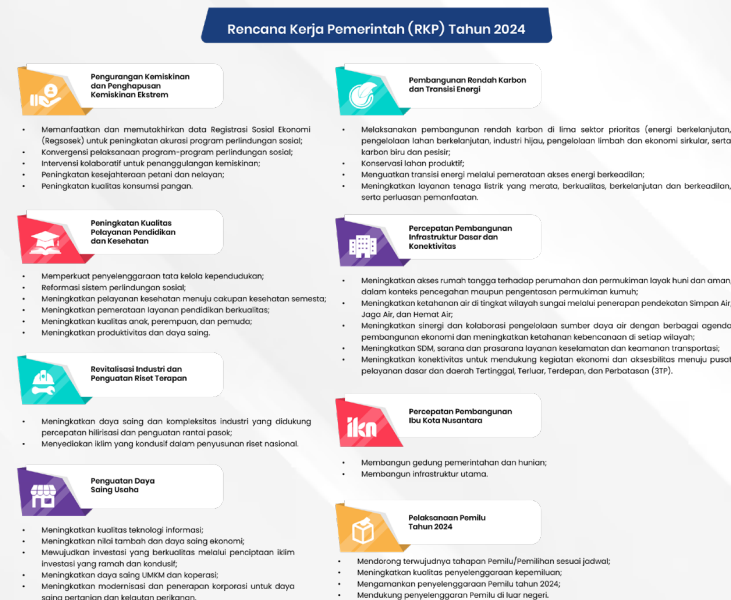 Rencana Kerja Pemerintah (RKP) Tahun 2024
Pengurangan Kemiskinan
dan Penghapusan
Kemiskinan Ekstrem
• Memanfaatkan dan memutakhirkan data Registrasi Sosial Ekonomi
(Regsosek) untuk peningkatan akurasi program perlindungan sosial;
• Konvergensi pelaksanaan program-program perlindungan sosial;
• Intervensi kolaboratif untuk penanggulangan kemiskinan;
• Peningkatan kesejahteraan petani dan nelayan;
• Peningkatan kualitas konsumsi pangan.
Peningkatan Kualitas
Pelayanan Pendidikan
dan Kesehatan
• Memperkuat penyelenggaraan tata kelola kependudukan;
• Reformasi sistem perlindungan sosial;
• Meningkatkan pelayanan kesehatan menuju cakupan kesehatan semesta;
• Meningkatkan pemerataan layanan pendidikan berkualitas;
• Meningkatkan kualitas anak, perempuan, dan pemuda;
• Meningkatkan produktivitas dan daya saing.
Revitalisasi Industri dan
Penguatan Riset Terapan
• Meningkatkan daya saing dan kompleksitas industri yang didukung
percepatan hilirisasi dan penguatan rantai pasok;
• Menyediakan iklim yang kondusif dalam penyusunan riset nasional.
Penguatan Daya
Saing Usaha
• Meningkatkan kualitas teknologi informasi;
• Meningkatkan nilai tambah dan daya saing ekonomi;
• Mewujudkan investasi yang berkualitas melalui penciptaan iklim
investasi yang ramah dan kondusif;
• Meningkatkan daya saing UMKM dan koperasi;
• Meningkatkan modernisasi dan penerapan korporasi untuk daya
saing pertanian dan kelautan perikanan.
Pembangunan Rendah Karbon
dan Transisi Energi
• Melaksanakan pembangunan rendah karbon di lima sektor prioritas (energi berkelanjutan,
pengelolaan lahan berkelanjutan, industri hijau, pengelolaan limbah dan ekonomi sirkular, serta
karbon biru dan pesisir;
• Konservasi lahan produktif;
• Menguatkan transisi energi melalui pemerataan akses energi berkeadilan;
• Meningkatkan layanan tenaga listrik yang merata, berkualitas, berkelanjutan dan berkeadilan,
serta perluasan pemanfaatan.
Percepatan Pembangunan
Infrastruktur Dasar dan
Konektivitas
• Meningkatkan akses rumah tangga terhadap perumahan dan permukiman layak huni dan aman,
dalam konteks pencegahan maupun pengentasan permukiman kumuh;
• Meningkatkan ketahanan air di tingkat wilayah sungai melalui penerapan pendekatan Simpan Air,
Jaga Air, dan Hemat Air;
• Meningkatkan sinergi dan kolaborasi pengelolaan sumber daya air dengan berbagai agenda
pembangunan ekonomi dan meningkatkan ketahanan kebencanaan di setiap wilayah;
• Meningkatkan SDM, sarana dan prasarana layanan keselamatan dan keamanan transportasi;
• Meningkatkan konektivitas untuk mendukung kegiatan ekonomi dan aksesbilitas menuju pusat
pelayanan dasar dan daerah Tertinggal, Terluar, Terdepan, dan Perbatasan (3TP).
ikn
Percepatan Pembangunan
Ibu Kota Nusantara
• Membangun gedung pemerintahan dan hunian;
• Membangun infrastruktur utama.
Pelaksanaan Pemilu
Tahun 2024
• Mendorong terwujudnya tahapan Pemilu/Pemilihan sesuai jadwal;
• Meningkatkan kualitas penyelenggaraan kepemiluan;
• Mengamankan penyelenggaraan Pemilu tahun 2024;
• Mendukung penyelenggaran Pemilu di luar negeri.